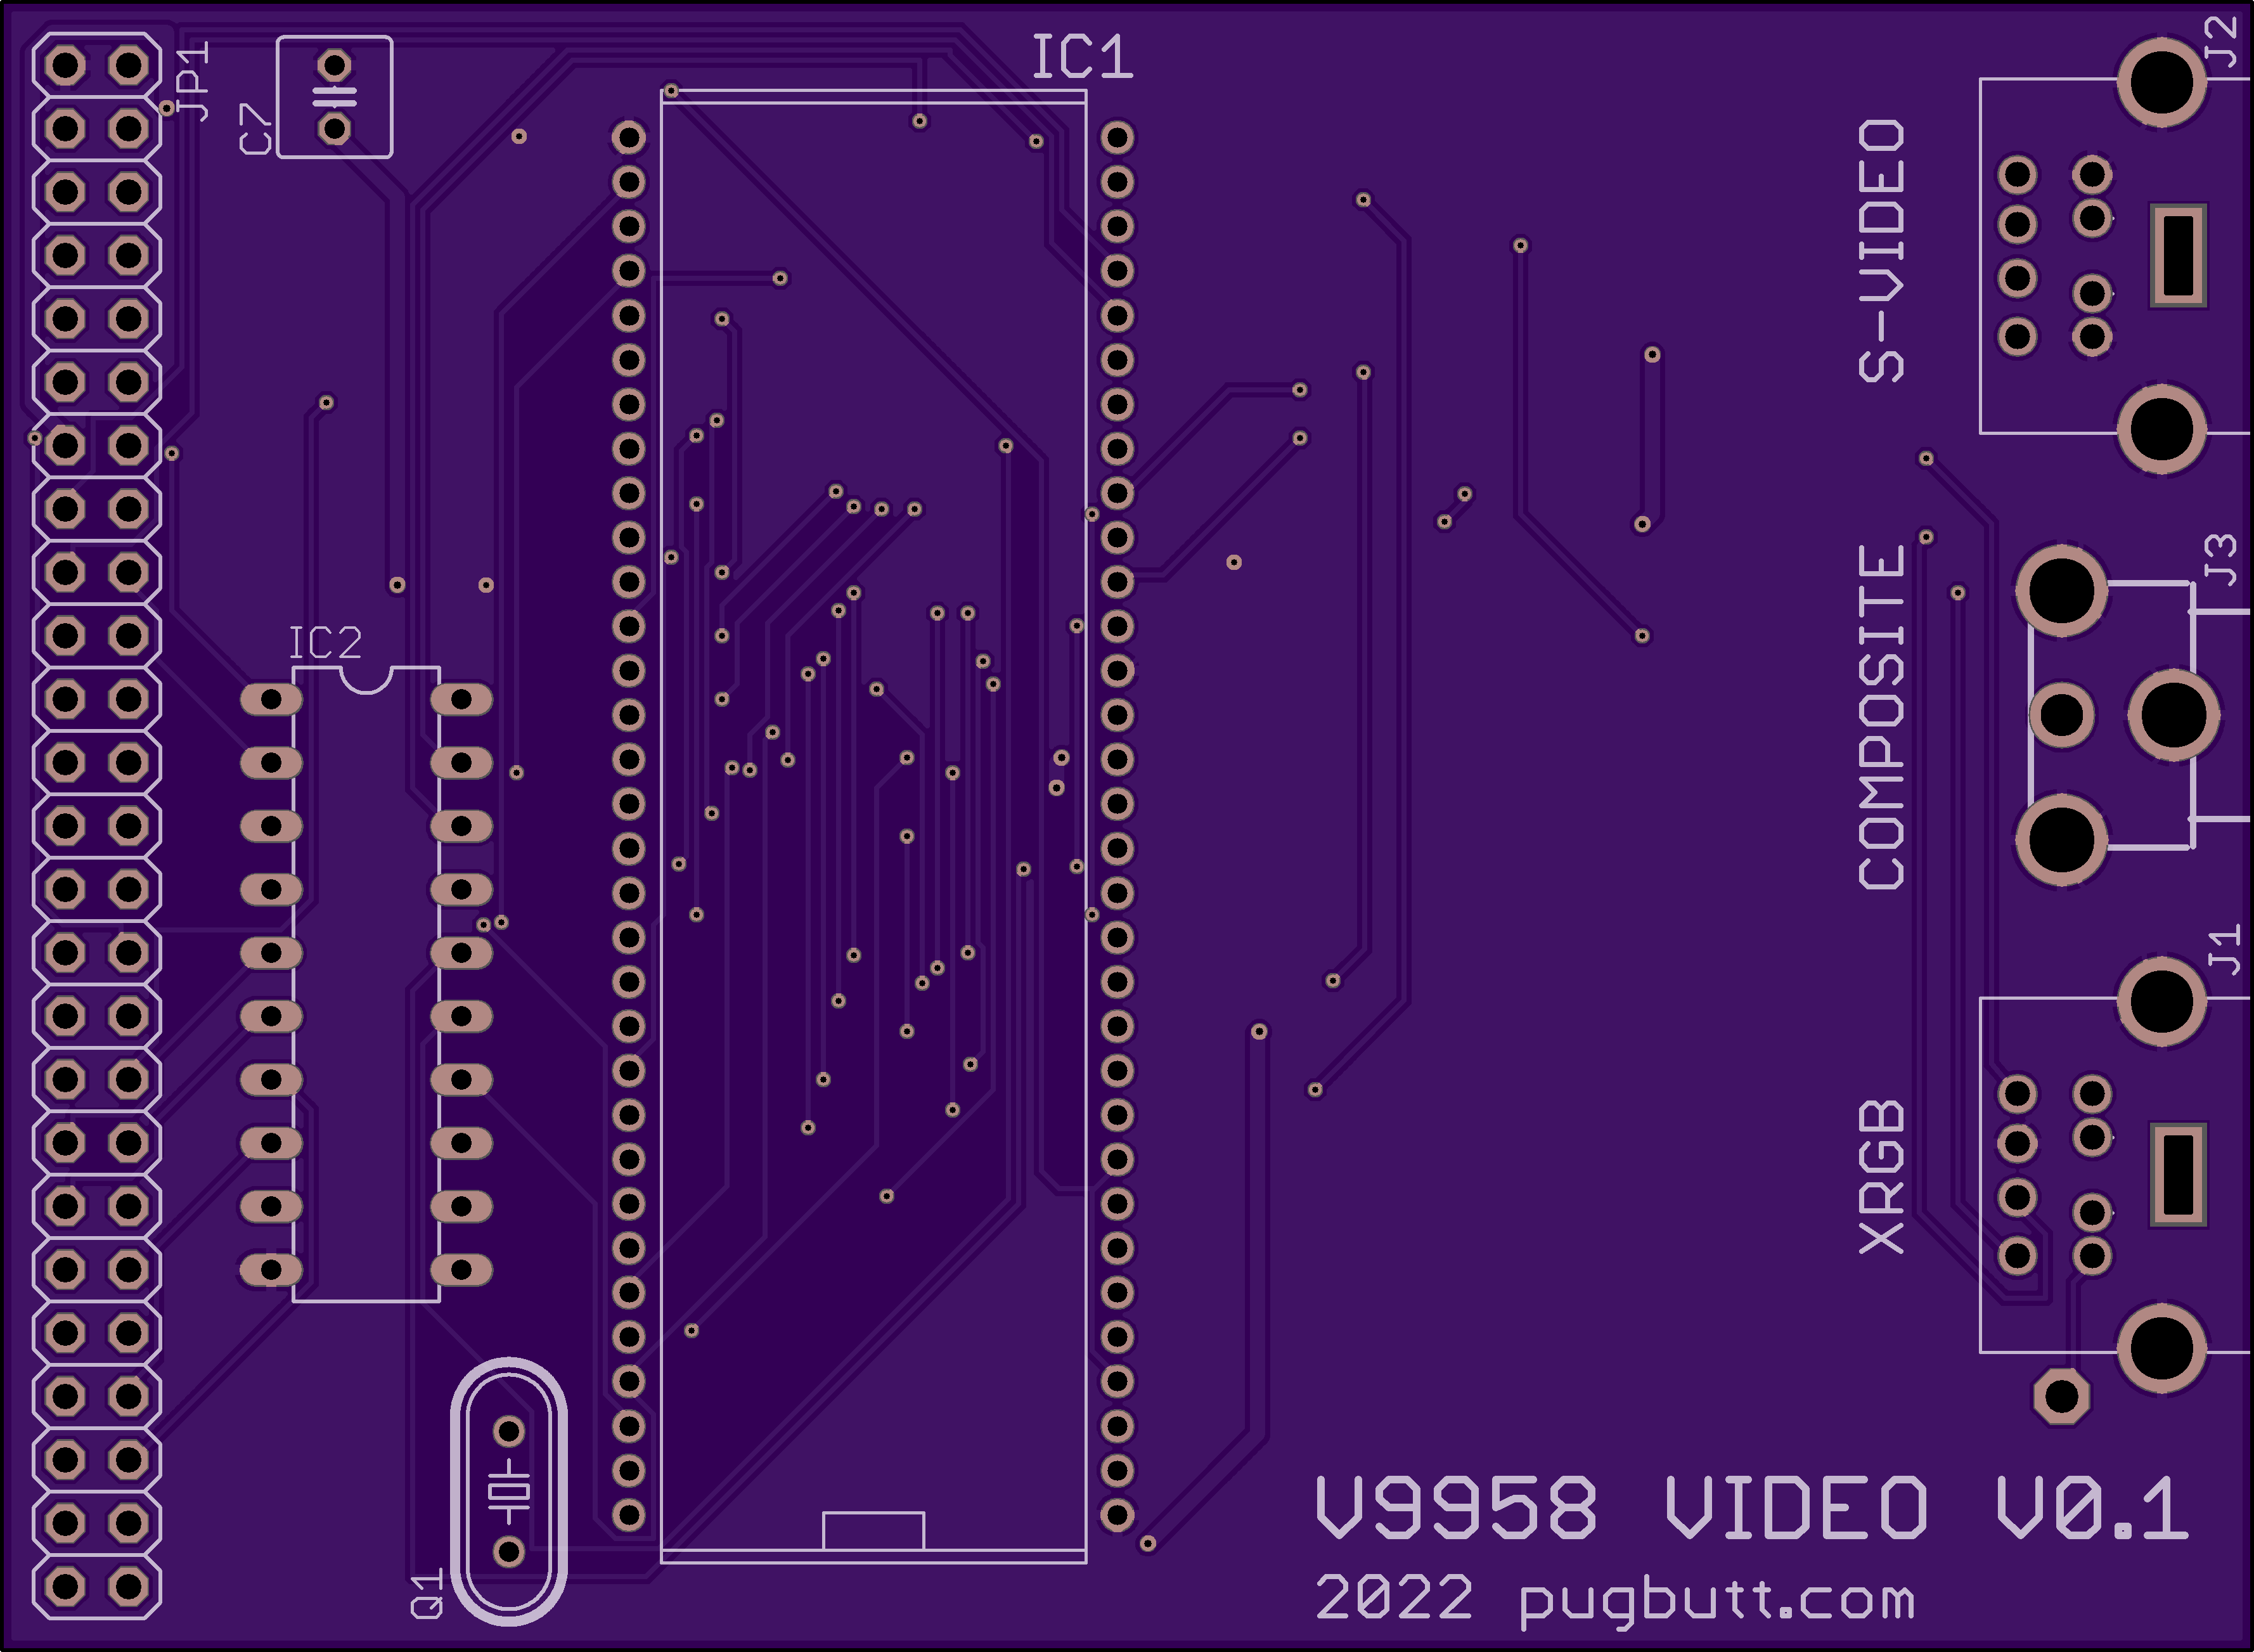 JP1
C7
IC1
J2
S-VIDEO
J3
COMPOSITE
IC2
J1
XRGB
Q1
V9958 VIDEO V0.1
2022 pugbutt.com